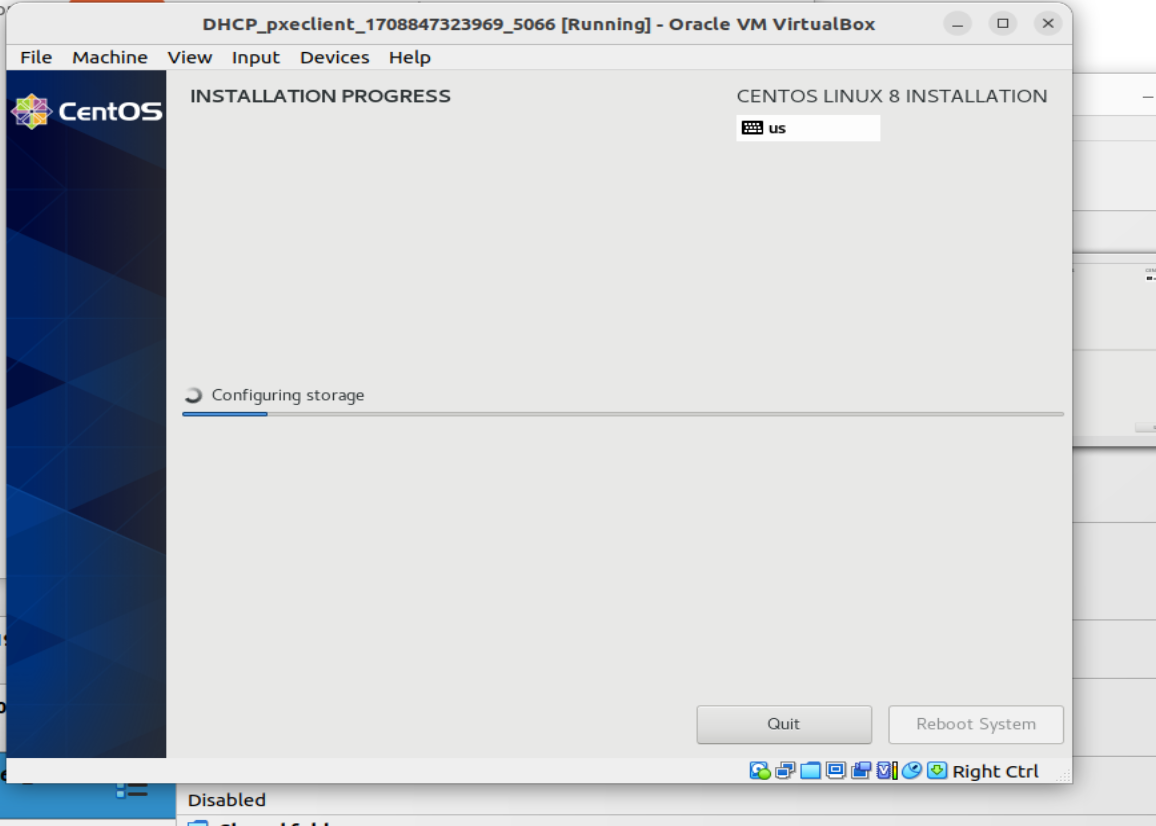 DHCP_pxeclient_1708847323969_5066 [Running] - Oracle VM VirtualBox
File Machine View Input Devices Help
CentOS
INSTALLATION PROGRESS
CENTOS LINUX 8 INSTALLATION
us
Configuring storage
Quit
Reboot System
Right Ctrl
Disabled